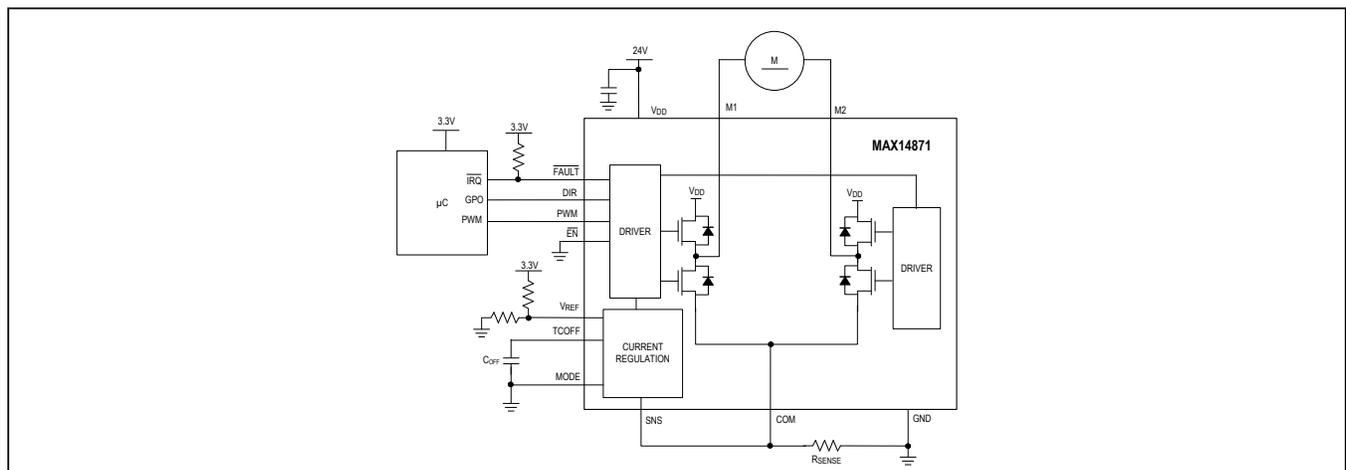 24V
M
VDD
M1
M2
MAX14871
3.3V
3.3V
µC
IRQ
GPO
PWM
FAULT
DIR
PWM
EN
DRIVER
VDD
VDD
DRIVER
3.3V
VREF
TCOFF
COFF
MODE
CURRENT
REGULATION
SNS
COM
GND
RSENSE